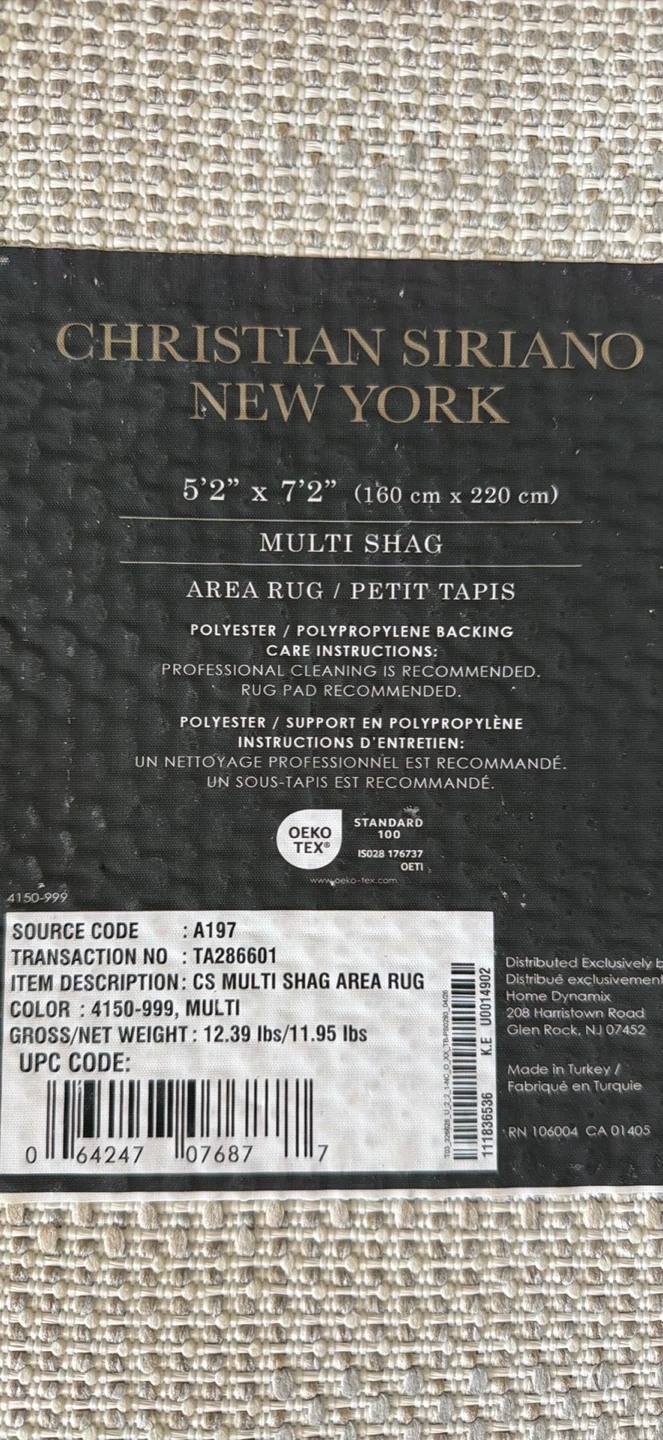 CHRISTIAN SIRIANO
NEW YORK
5'2” x 7'2” (160 cm x 220 cm)
MULTI SHAG
AREA RUG / PETIT TAPIS
POLYESTER / POLYPROPYLENE BACKING
CARE INSTRUCTIONS:
PROFESSIONAL CLEANING IS RECOMMENDED.
RUG PAD RECOMMENDED.
POLYESTER / SUPPORT EN POLYPROPYLÈNE
INSTRUCTIONS D'ENTRETIEN:
UN NETTOYAGE PROFESSIONNEL EST RECOMMANDÉ.
UN SOUS-TAPIS EST RECOMMANDÉ.
OEKO
TEX®
STANDARD
100
IS028 176737
OETI
www.oeko-tex.com
4150-999
SOURCE CODE : A197
TRANSACTION NO : TA286601
ITEM DESCRIPTION: CS MULTI SHAG AREA RUG
COLOR : 4150-999, MULTI
GROSS/NET WEIGHT : 12.39 lbs/11.95 lbs
UPC CODE:
0 64247 07687 7
111836536 K.E U0014902
Distributed Exclusively b
Distribué exclusivement
Home Dynamix
208 Harristown Road
Glen Rock, NJ 07452
Made in Turkey /
Fabriqué en Turquie
RN 106004 CA 01405